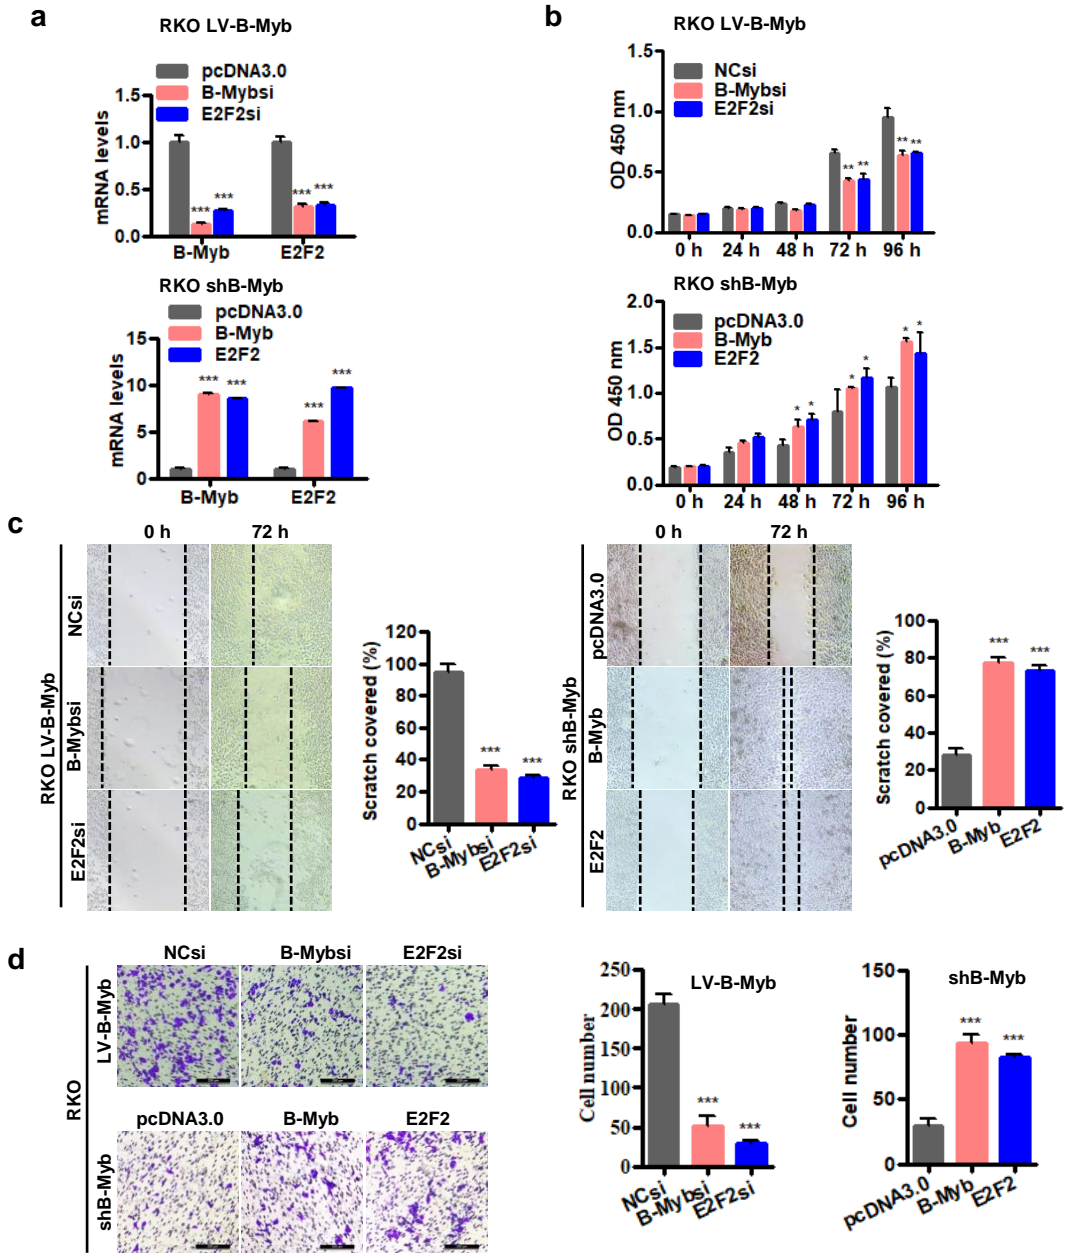 a
RKO LV-B-Myb
pcDNA3.0
B-Mybsi
E2F2si
mRNA levels
1.5
1.0
0.5
0.0
***
***
***
***
B-Myb
E2F2
RKO shB-Myb
pcDNA3.0
B-Myb
E2F2
mRNA levels
15
10
5
0
***
***
***
***
B-Myb
E2F2
b
RKO LV-B-Myb
NCsi
B-Mybsi
E2F2si
OD 450 nm
1.5
1.0
0.5
0.0
**
**
**
**
0 h
24 h
48 h
72 h
96 h
RKO shB-Myb
pcDNA3.0
B-Myb
E2F2
OD 450 nm
2.0
1.5
1.0
0.5
0.0
*
*
*
*
*
*
0 h
24 h
48 h
72 h
96 h
c
0 h
72 h
RKO LV-B-Myb
NCsi
B-Mybsi
E2F2si
Scratch covered (%)
120
100
80
60
40
20
0
***
***
NCsi
B-Mybsi
E2F2si
0 h
72 h
RKO shB-Myb
pcDNA3.0
B-Myb
E2F2
Scratch covered (%)
100
80
60
40
20
0
***
***
pcDNA3.0
B-Myb
E2F2
d
NCsi
B-Mybsi
E2F2si
RKO
LV-B-Myb
pcDNA3.0
B-Myb
E2F2
shB-Myb
LV-B-Myb
Cell number
250
200
150
100
50
0
***
***
NCsi
B-Mybsi
E2F2si
shB-Myb
Cell number
150
100
50
0
***
***
pcDNA3.0
B-Myb
E2F2